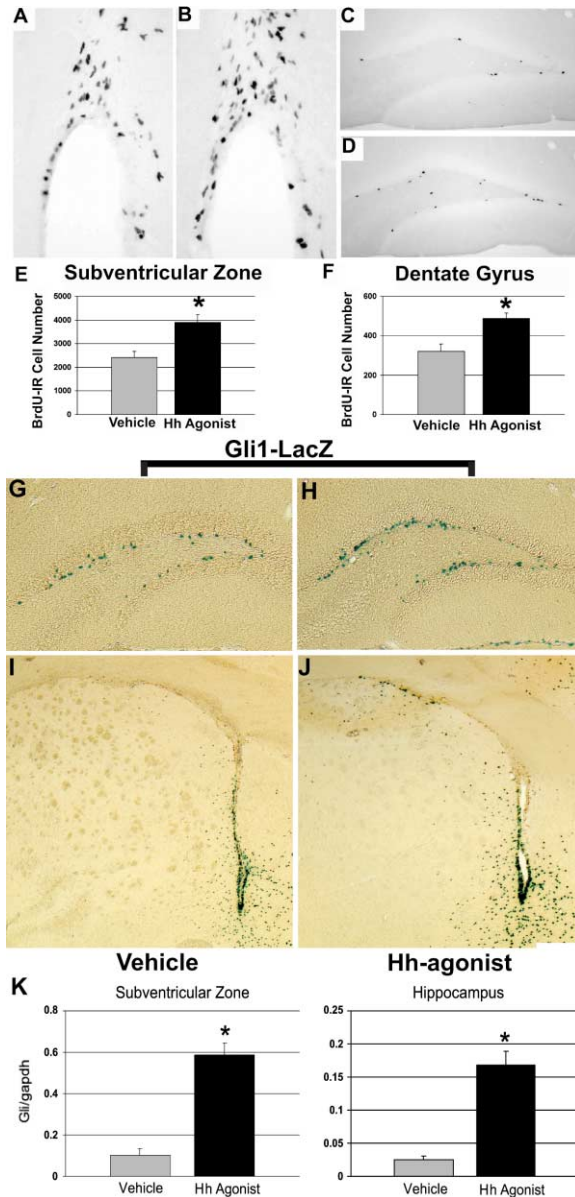 A
B
C
D
E
Subventricular Zone
BrdU-IR Cell Number
5000
4000
3000
2000
1000
0
*
Vehicle
Hh Agonist
F
Dentate Gyrus
BrdU-IR Cell Number
600
400
200
0
*
Vehicle
Hh Agonist
Gli1-LacZ
G
H
I
J
Vehicle
Hh-agonist
K
Subventricular Zone
Gli/gapdh
0.8
0.6
0.4
0.2
0
*
Vehicle
Hh Agonist
Hippocampus
0.25
0.2
0.15
0.1
0.05
0
*
Vehicle
Hh Agonist